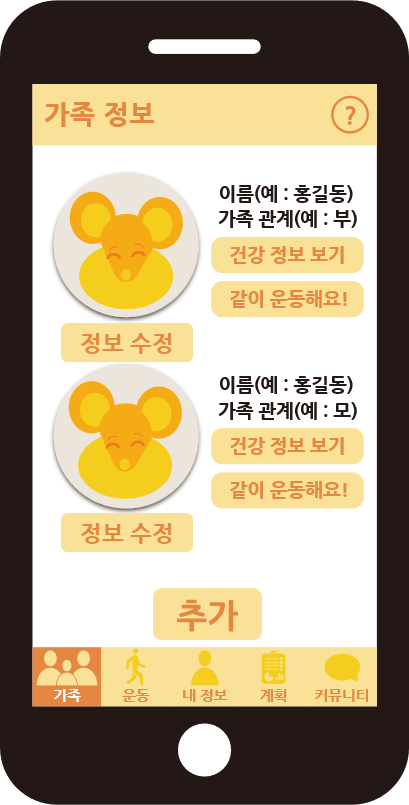 가족 정보
?
이름(예 : 홍길동)
가족 관계(예 : 부)
건강 정보 보기
같이 운동해요!
정보 수정
이름(예 : 홍길동)
가족 관계(예 : 모)
건강 정보 보기
같이 운동해요!
정보 수정
추가
가족
운동
내 정보
계획
커뮤니티